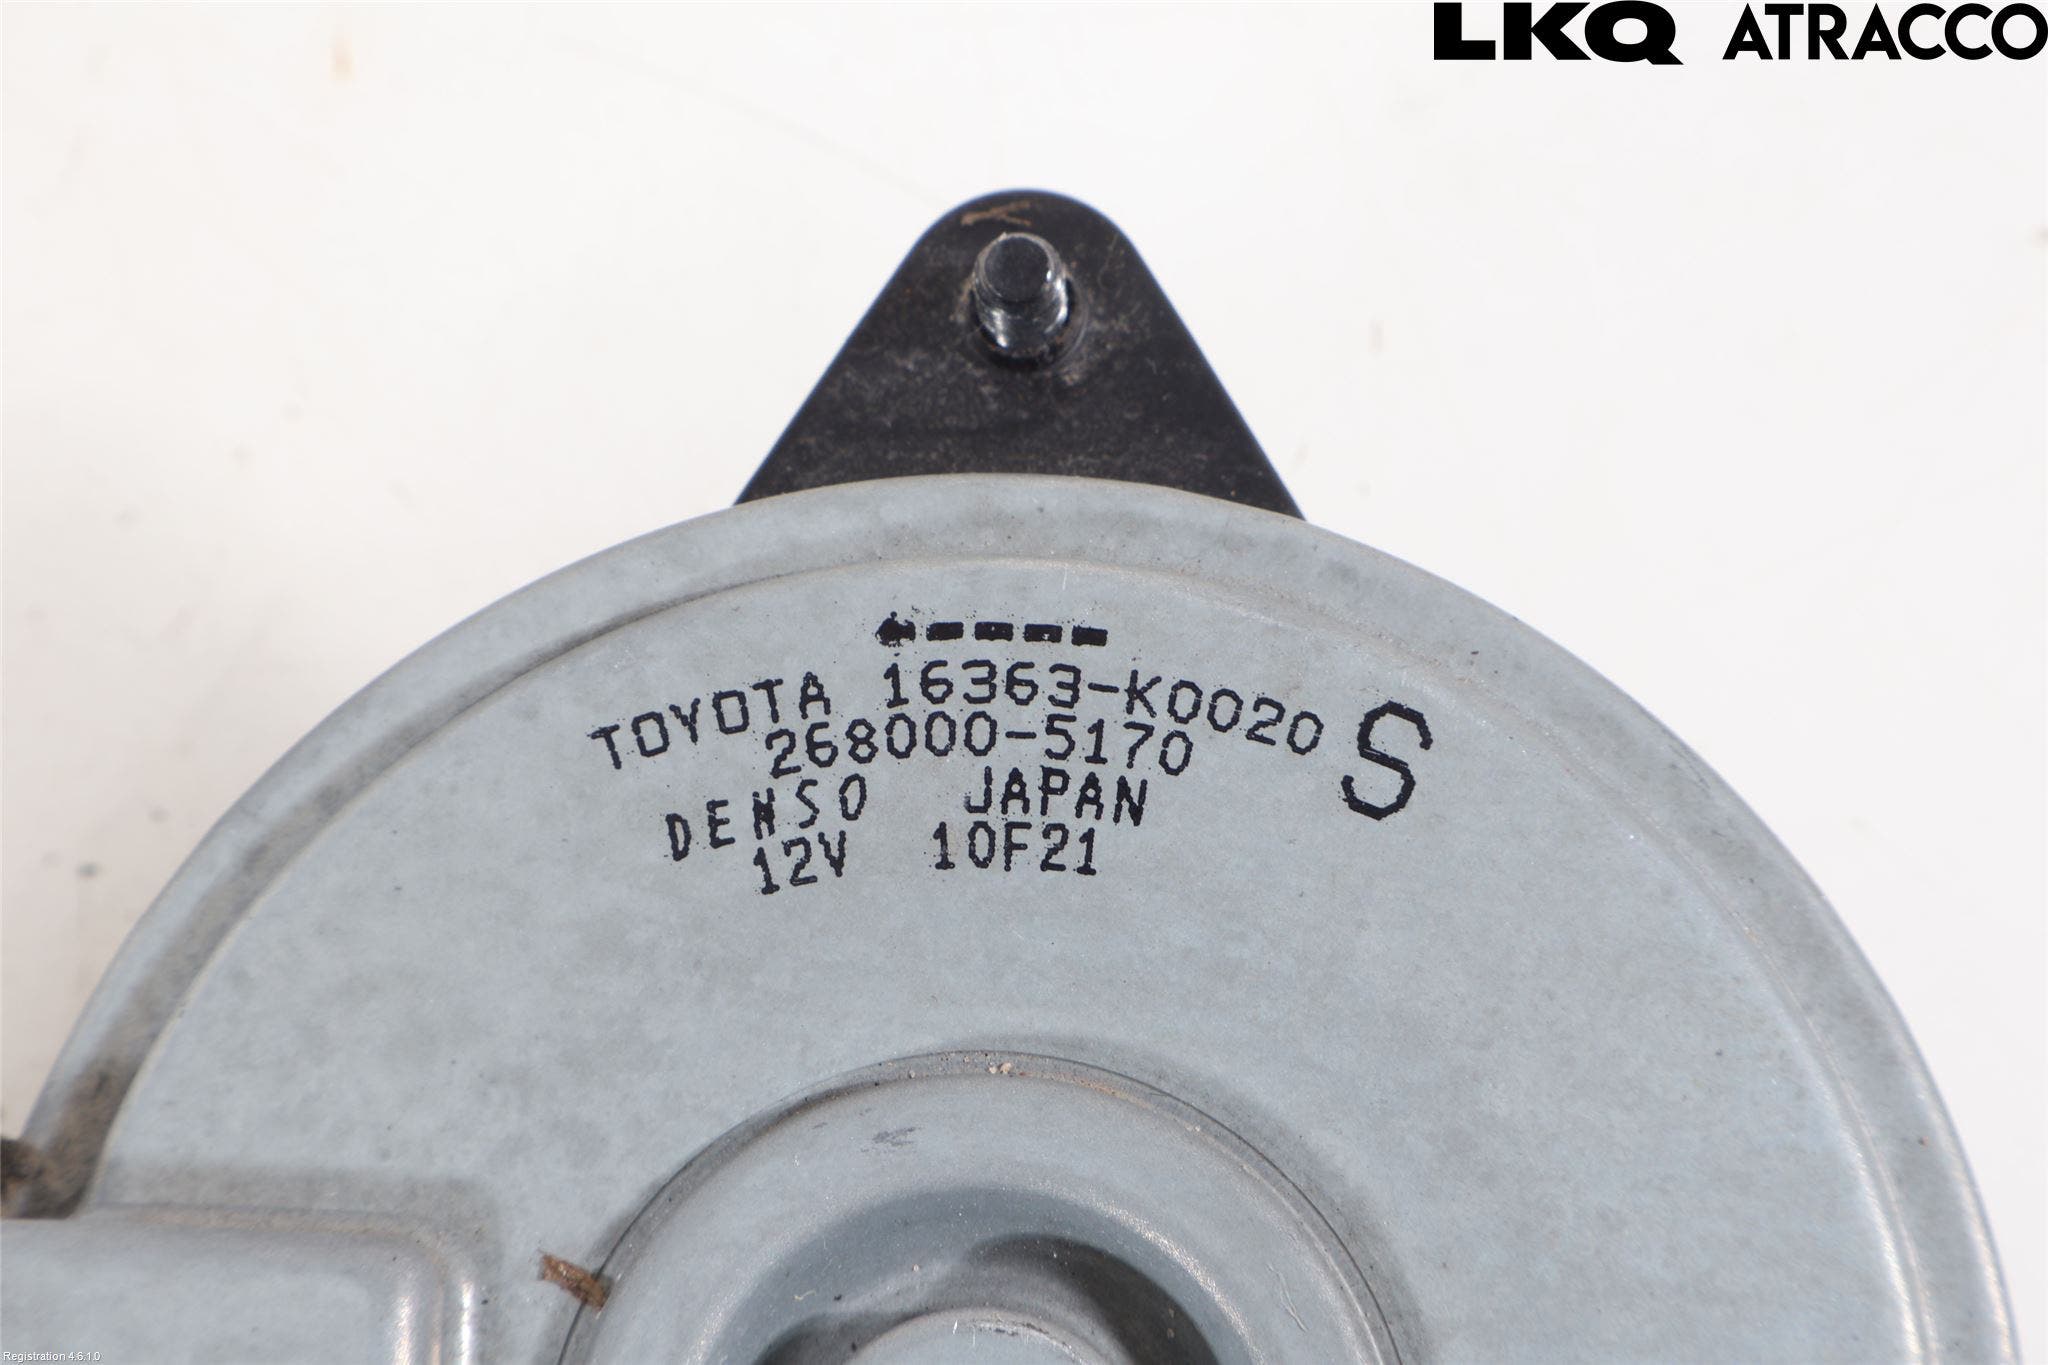 LKQ ATRACCO
TOYOTA 16363-K0020 S
268000-5170
DENSO JAPAN
12V 10F21
Registration 4.6.1.0